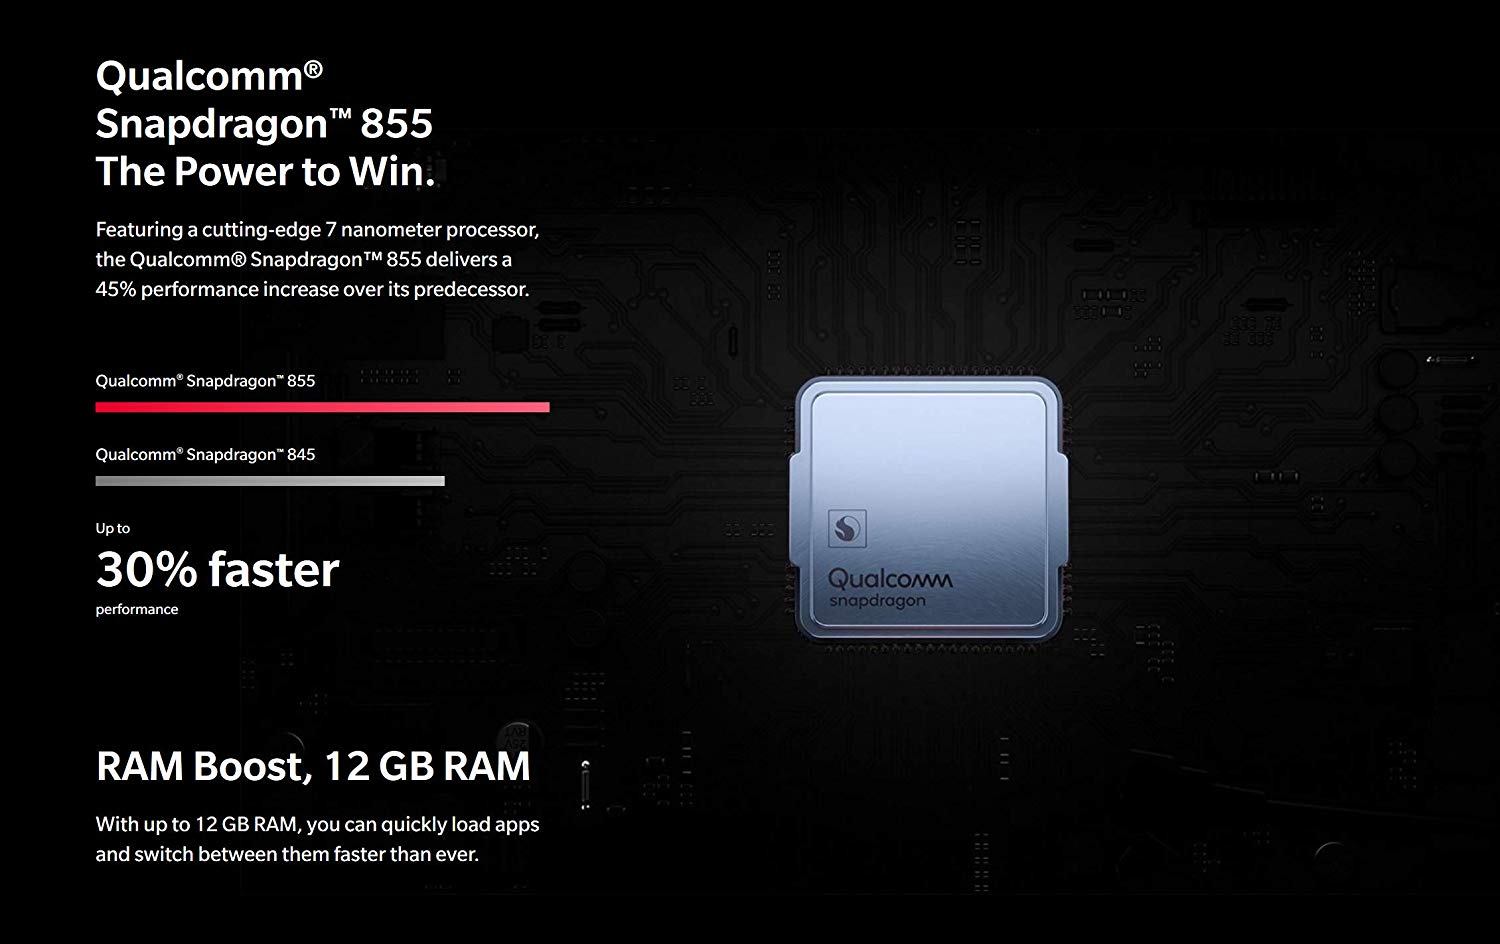 Qualcomm®
Snapdragon™ 855
The Power to Win.
Featuring a cutting-edge 7 nanometer processor,
the Qualcomm® Snapdragon™ 855 delivers a
45% performance increase over its predecessor.
Qualcomm® Snapdragon™ 855
Qualcomm® Snapdragon™ 845
Up to
30% faster
performance
Qualcomm
snapdragon
RAM Boost, 12 GB RAM
With up to 12 GB RAM, you can quickly load apps
and switch between them faster than ever.